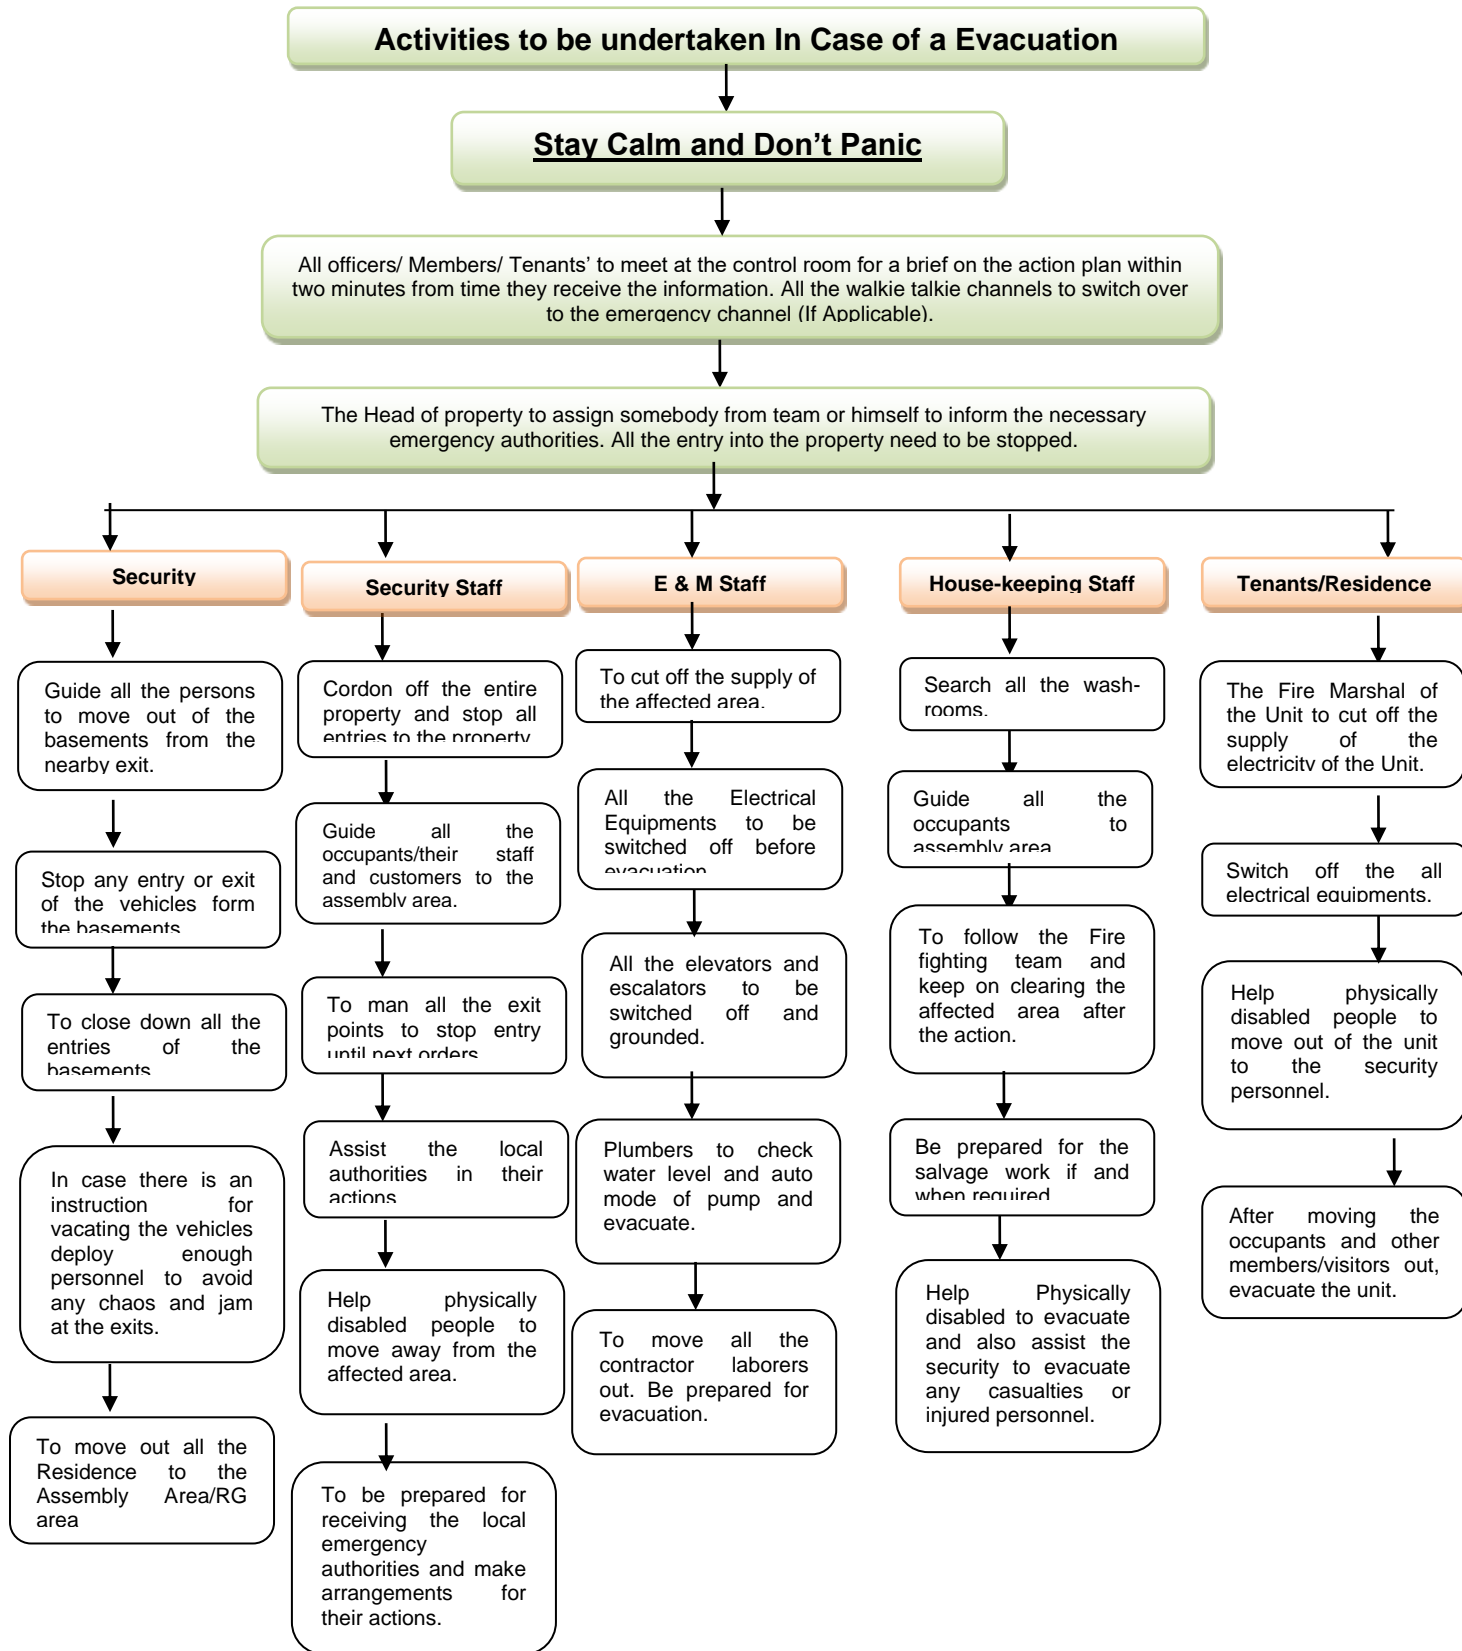 Activities to be undertaken In Case of a Evacuation
Stay Calm and Don’t Panic
All officers/ Members/ Tenants’ to meet at the control room for a brief on the action plan within
two minutes from time they receive the information. All the walkie talkie channels to switch over
to the emergency channel (If Applicable).
The Head of property to assign somebody from team or himself to inform the necessary
emergency authorities. All the entry into the property need to be stopped.
Security
Guide all the persons
to move out of the
basements from the
nearby exit.
Stop any entry or exit
of the vehicles form
the basements
To close down all the
entries of the
basements
In case there is an
instruction for
vacating the vehicles
deploy enough
personnel to avoid
any chaos and jam
at the exits.
To move out all the
Residence to the
Assembly Area/RG
area
Security Staff
Cordon off the entire
property and stop all
entries to the property
Guide all the
occupants/their staff
and customers to the
assembly area.
To man all the exit
points to stop entry
until next orders
Assist the local
authorities in their
actions
Help physically
disabled people to
move away from the
affected area.
To be prepared for
receiving the local
emergency
authorities and make
arrangements for
their actions.
E & M Staff
To cut off the supply of
the affected area.
All the Electrical
Equipments to be
switched off before
evacuation
All the elevators and
escalators to be
switched off and
grounded.
Plumbers to check
water level and auto
mode of pump and
evacuate.
To move all the
contractor laborers
out. Be prepared for
evacuation.
House-keeping Staff
Search all the wash-
rooms.
Guide all the
occupants to
assembly area
To follow the Fire
fighting team and
keep on clearing the
affected area after
the action.
Be prepared for the
salvage work if and
when required
Help Physically
disabled to evacuate
and also assist the
security to evacuate
any casualties or
injured personnel.
Tenants/Residence
The Fire Marshal of
the Unit to cut off the
supply of the
electricity of the Unit.
Switch off the all
electrical equipments.
Help physically
disabled people to
move out of the unit
to the security
personnel.
After moving the
occupants and other
members/visitors out,
evacuate the unit.